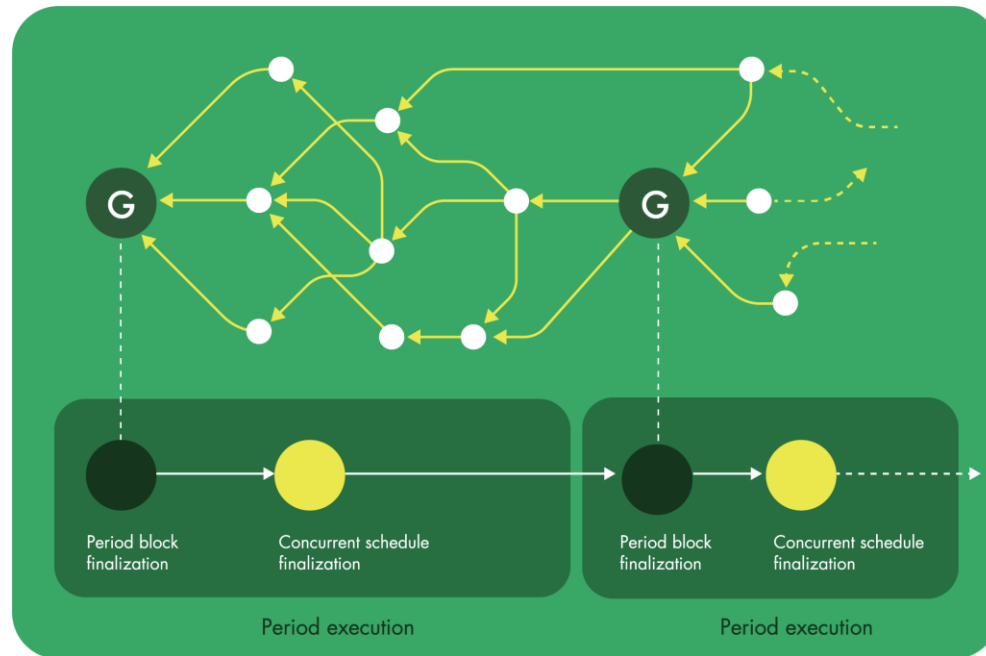 G
G
Period block
finalization
Concurrent schedule
finalization
Period block
finalization
Concurrent schedule
finalization
Period execution
Period execution